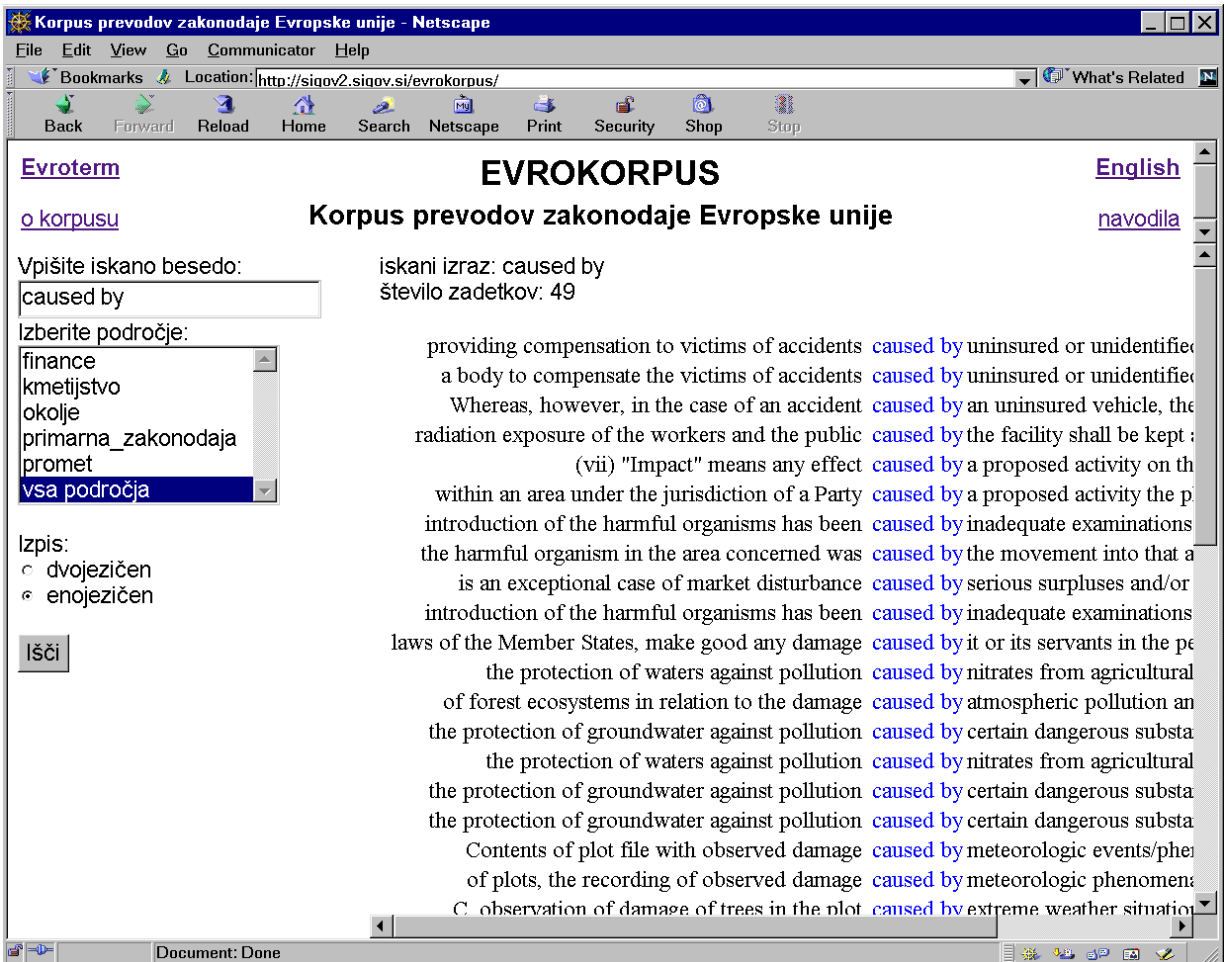 Korpus prevodov zakonodaje Evropske unije - Netscape
File Edit View Go Communicator Help
Bookmarks Location: http://sigov2.sigov.si/evrokorpus/ What's Related
Back Forward Reload Home Search Netscape Print Security Shop Stop
Evroterm EVROKORPUS English
o korpusu Korpus prevodov zakonodaje Evropske unije navodila
Vpišite iskano besedo:
caused by
Izberite področje:
finance
kmetijstvo
okolje
primarna_zakonodaja
promet
vsa področja
Izpis:
dvojezičen
enojezičen
Išči
iskani izraz: caused by
število zadetkov: 49
providing compensation to victims of accidents caused by uninsured or unidentified
a body to compensate the victims of accidents caused by uninsured or unidentified
Whereas, however, in the case of an accident caused by an uninsured vehicle, the
radiation exposure of the workers and the public caused by the facility shall be kept
(vii) "Impact" means any effect caused by a proposed activity on th
within an area under the jurisdiction of a Party caused by a proposed activity the p
introduction of the harmful organisms has been caused by inadequate examinations
the harmful organism in the area concerned was caused by the movement into that a
is an exceptional case of market disturbance caused by serious surpluses and/or
introduction of the harmful organisms has been caused by inadequate examinations
laws of the Member States, make good any damage caused by it or its servants in the pe
the protection of waters against pollution caused by nitrates from agricultural
of forest ecosystems in relation to the damage caused by atmospheric pollution an
the protection of groundwater against pollution caused by certain dangerous substa
the protection of waters against pollution caused by nitrates from agricultural
the protection of groundwater against pollution caused by certain dangerous substa
the protection of groundwater against pollution caused by certain dangerous substa
Contents of plot file with observed damage caused by meteorologic events/phe
of plots, the recording of observed damage caused by meteorologic phenomena
C observation of damage of trees in the plot caused by extreme weather situation
Document: Done